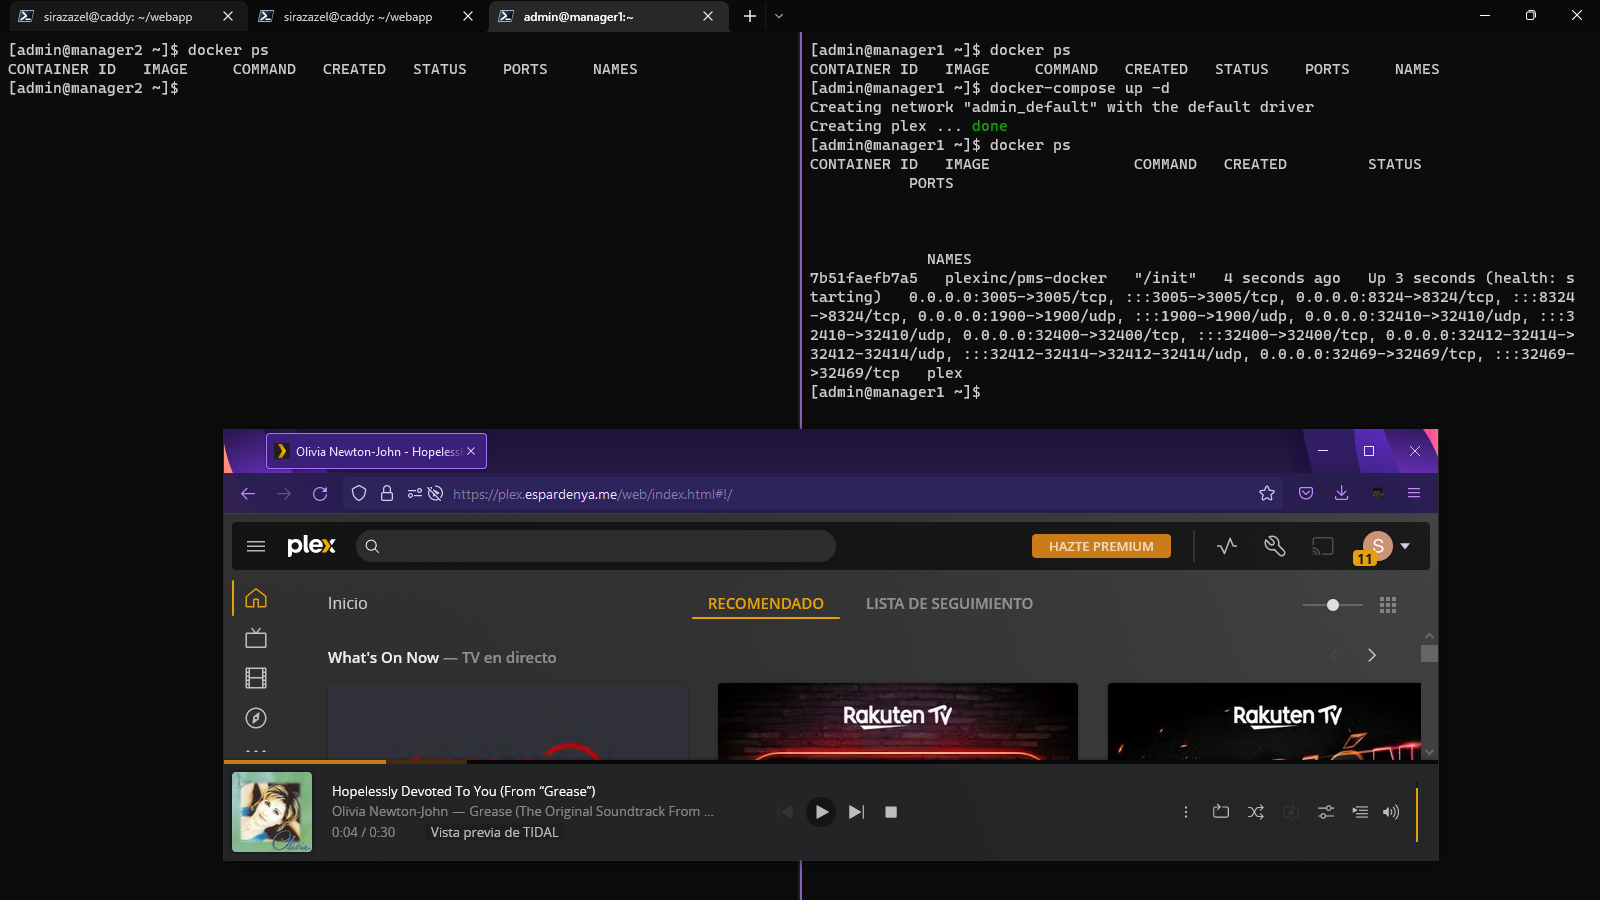 sirazazel@caddy: ~/webapp
sirazazel@caddy: ~/webapp
admin@manager1:~
[admin@manager2 ~]$ docker ps
CONTAINER ID   IMAGE     COMMAND   CREATED   STATUS    PORTS     NAMES
[admin@manager2 ~]$
[admin@manager1 ~]$ docker ps
CONTAINER ID   IMAGE     COMMAND   CREATED   STATUS    PORTS     NAMES
[admin@manager1 ~]$ docker-compose up -d
Creating network "admin_default" with the default driver
Creating plex ... done
[admin@manager1 ~]$ docker ps
CONTAINER ID   IMAGE                COMMAND   CREATED         STATUS
PORTS
NAMES
7b51faefb7a5   plexinc/pms-docker   "/init"   4 seconds ago   Up 3 seconds (health: s
tarting)   0.0.0.0:3005->3005/tcp, :::3005->3005/tcp, 0.0.0.0:8324->8324/tcp, :::8324
->8324/tcp, 0.0.0.0:1900->1900/udp, :::1900->1900/udp, 0.0.0.0:32410->32410/udp, :::3
2410->32410/udp, 0.0.0.0:32400->32400/tcp, :::32400->32400/tcp, 0.0.0.0:32412-32414->
32412-32414/udp, :::32412-32414->32412-32414/udp, 0.0.0.0:32469->32469/tcp, :::32469-
>32469/tcp   plex
[admin@manager1 ~]$
Olivia Newton-John - Hopeless
https://plex.espardenya.me/web/index.html#!/
plex
HAZTE PREMIUM
S
11
Inicio
RECOMENDADO
LISTA DE SEGUIMIENTO
What's On Now — TV en directo
Rakuten TV
Rakuten TV
Olivia
Hopelessly Devoted To You (From “Grease”)
Olivia Newton-John — Grease (The Original Soundtrack From ...
0:04 / 0:30
Vista previa de TIDAL